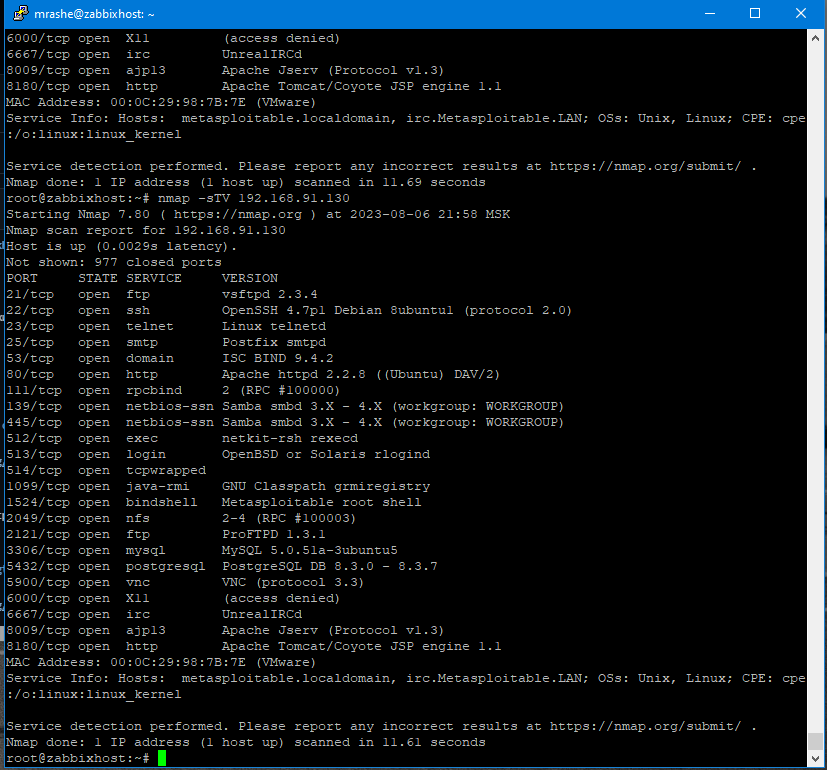 mrashe@zabbixhost: ~
6000/tcp open  X11         (access denied)
6667/tcp open  irc         UnrealIRCd
8009/tcp open  ajp13       Apache Jserv (Protocol v1.3)
8180/tcp open  http        Apache Tomcat/Coyote JSP engine 1.1
MAC Address: 00:0C:29:98:7B:7E (VMware)
Service Info: Hosts:  metasploitable.localdomain, irc.Metasploitable.LAN; OSs: Unix, Linux; CPE: cpe
:/o:linux:linux_kernel
Service detection performed. Please report any incorrect results at https://nmap.org/submit/ .
Nmap done: 1 IP address (1 host up) scanned in 11.69 seconds
root@zabbixhost:~# nmap -sTV 192.168.91.130
Starting Nmap 7.80 ( https://nmap.org ) at 2023-08-06 21:58 MSK
Nmap scan report for 192.168.91.130
Host is up (0.0029s latency).
Not shown: 977 closed ports
PORT     STATE SERVICE     VERSION
21/tcp   open  ftp         vsftpd 2.3.4
22/tcp   open  ssh         OpenSSH 4.7p1 Debian 8ubuntu1 (protocol 2.0)
23/tcp   open  telnet      Linux telnetd
25/tcp   open  smtp        Postfix smtpd
53/tcp   open  domain      ISC BIND 9.4.2
80/tcp   open  http        Apache httpd 2.2.8 ((Ubuntu) DAV/2)
111/tcp  open  rpcbind     2 (RPC #100000)
139/tcp  open  netbios-ssn Samba smbd 3.X - 4.X (workgroup: WORKGROUP)
445/tcp  open  netbios-ssn Samba smbd 3.X - 4.X (workgroup: WORKGROUP)
512/tcp  open  exec        netkit-rsh rexecd
513/tcp  open  login       OpenBSD or Solaris rlogind
514/tcp  open  tcpwrapped
1099/tcp open  java-rmi    GNU Classpath grmiregistry
1524/tcp open  bindshell   Metasploitable root shell
2049/tcp open  nfs         2-4 (RPC #100003)
2121/tcp open  ftp         ProFTPD 1.3.1
3306/tcp open  mysql       MySQL 5.0.51a-3ubuntu5
5432/tcp open  postgresql  PostgreSQL DB 8.3.0 - 8.3.7
5900/tcp open  vnc         VNC (protocol 3.3)
6000/tcp open  X11         (access denied)
6667/tcp open  irc         UnrealIRCd
8009/tcp open  ajp13       Apache Jserv (Protocol v1.3)
8180/tcp open  http        Apache Tomcat/Coyote JSP engine 1.1
MAC Address: 00:0C:29:98:7B:7E (VMware)
Service Info: Hosts:  metasploitable.localdomain, irc.Metasploitable.LAN; OSs: Unix, Linux; CPE: cpe
:/o:linux:linux_kernel
Service detection performed. Please report any incorrect results at https://nmap.org/submit/ .
Nmap done: 1 IP address (1 host up) scanned in 11.61 seconds
root@zabbixhost:~#